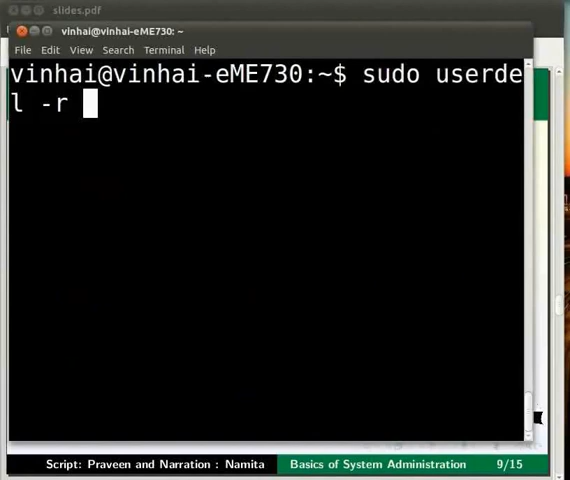 slides.pdf
vinhai@vinhai-eME730: ~
File Edit View Search Terminal Help
vinhai@vinhai-eME730:~$ sudo userde
l -r
Script: Praveen and Narration : Namita Basics of System Administration 9/15